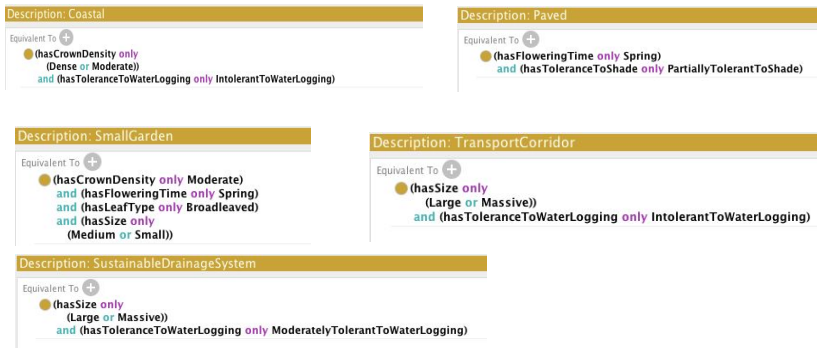 Description: Coastal
Equivalent To
(hasCrownDensity only
(Dense or Moderate))
and (hasToleranceToWaterLogging only IntolerantToWaterLogging)
Description: Paved
Equivalent To
(hasFloweringTime only Spring)
and (hasToleranceToShade only PartiallyTolerantToShade)
Description: SmallGarden
Equivalent To
(hasCrownDensity only Moderate)
and (hasFloweringTime only Spring)
and (hasLeafType only Broadleaved)
and (hasSize only
(Medium or Small))
Description: TransportCorridor
Equivalent To
(hasSize only
(Large or Massive))
and (hasToleranceToWaterLogging only IntolerantToWaterLogging)
Description: SustainableDrainageSystem
Equivalent To
(hasSize only
(Large or Massive))
and (hasToleranceToWaterLogging only ModeratelyTolerantToWaterLogging)